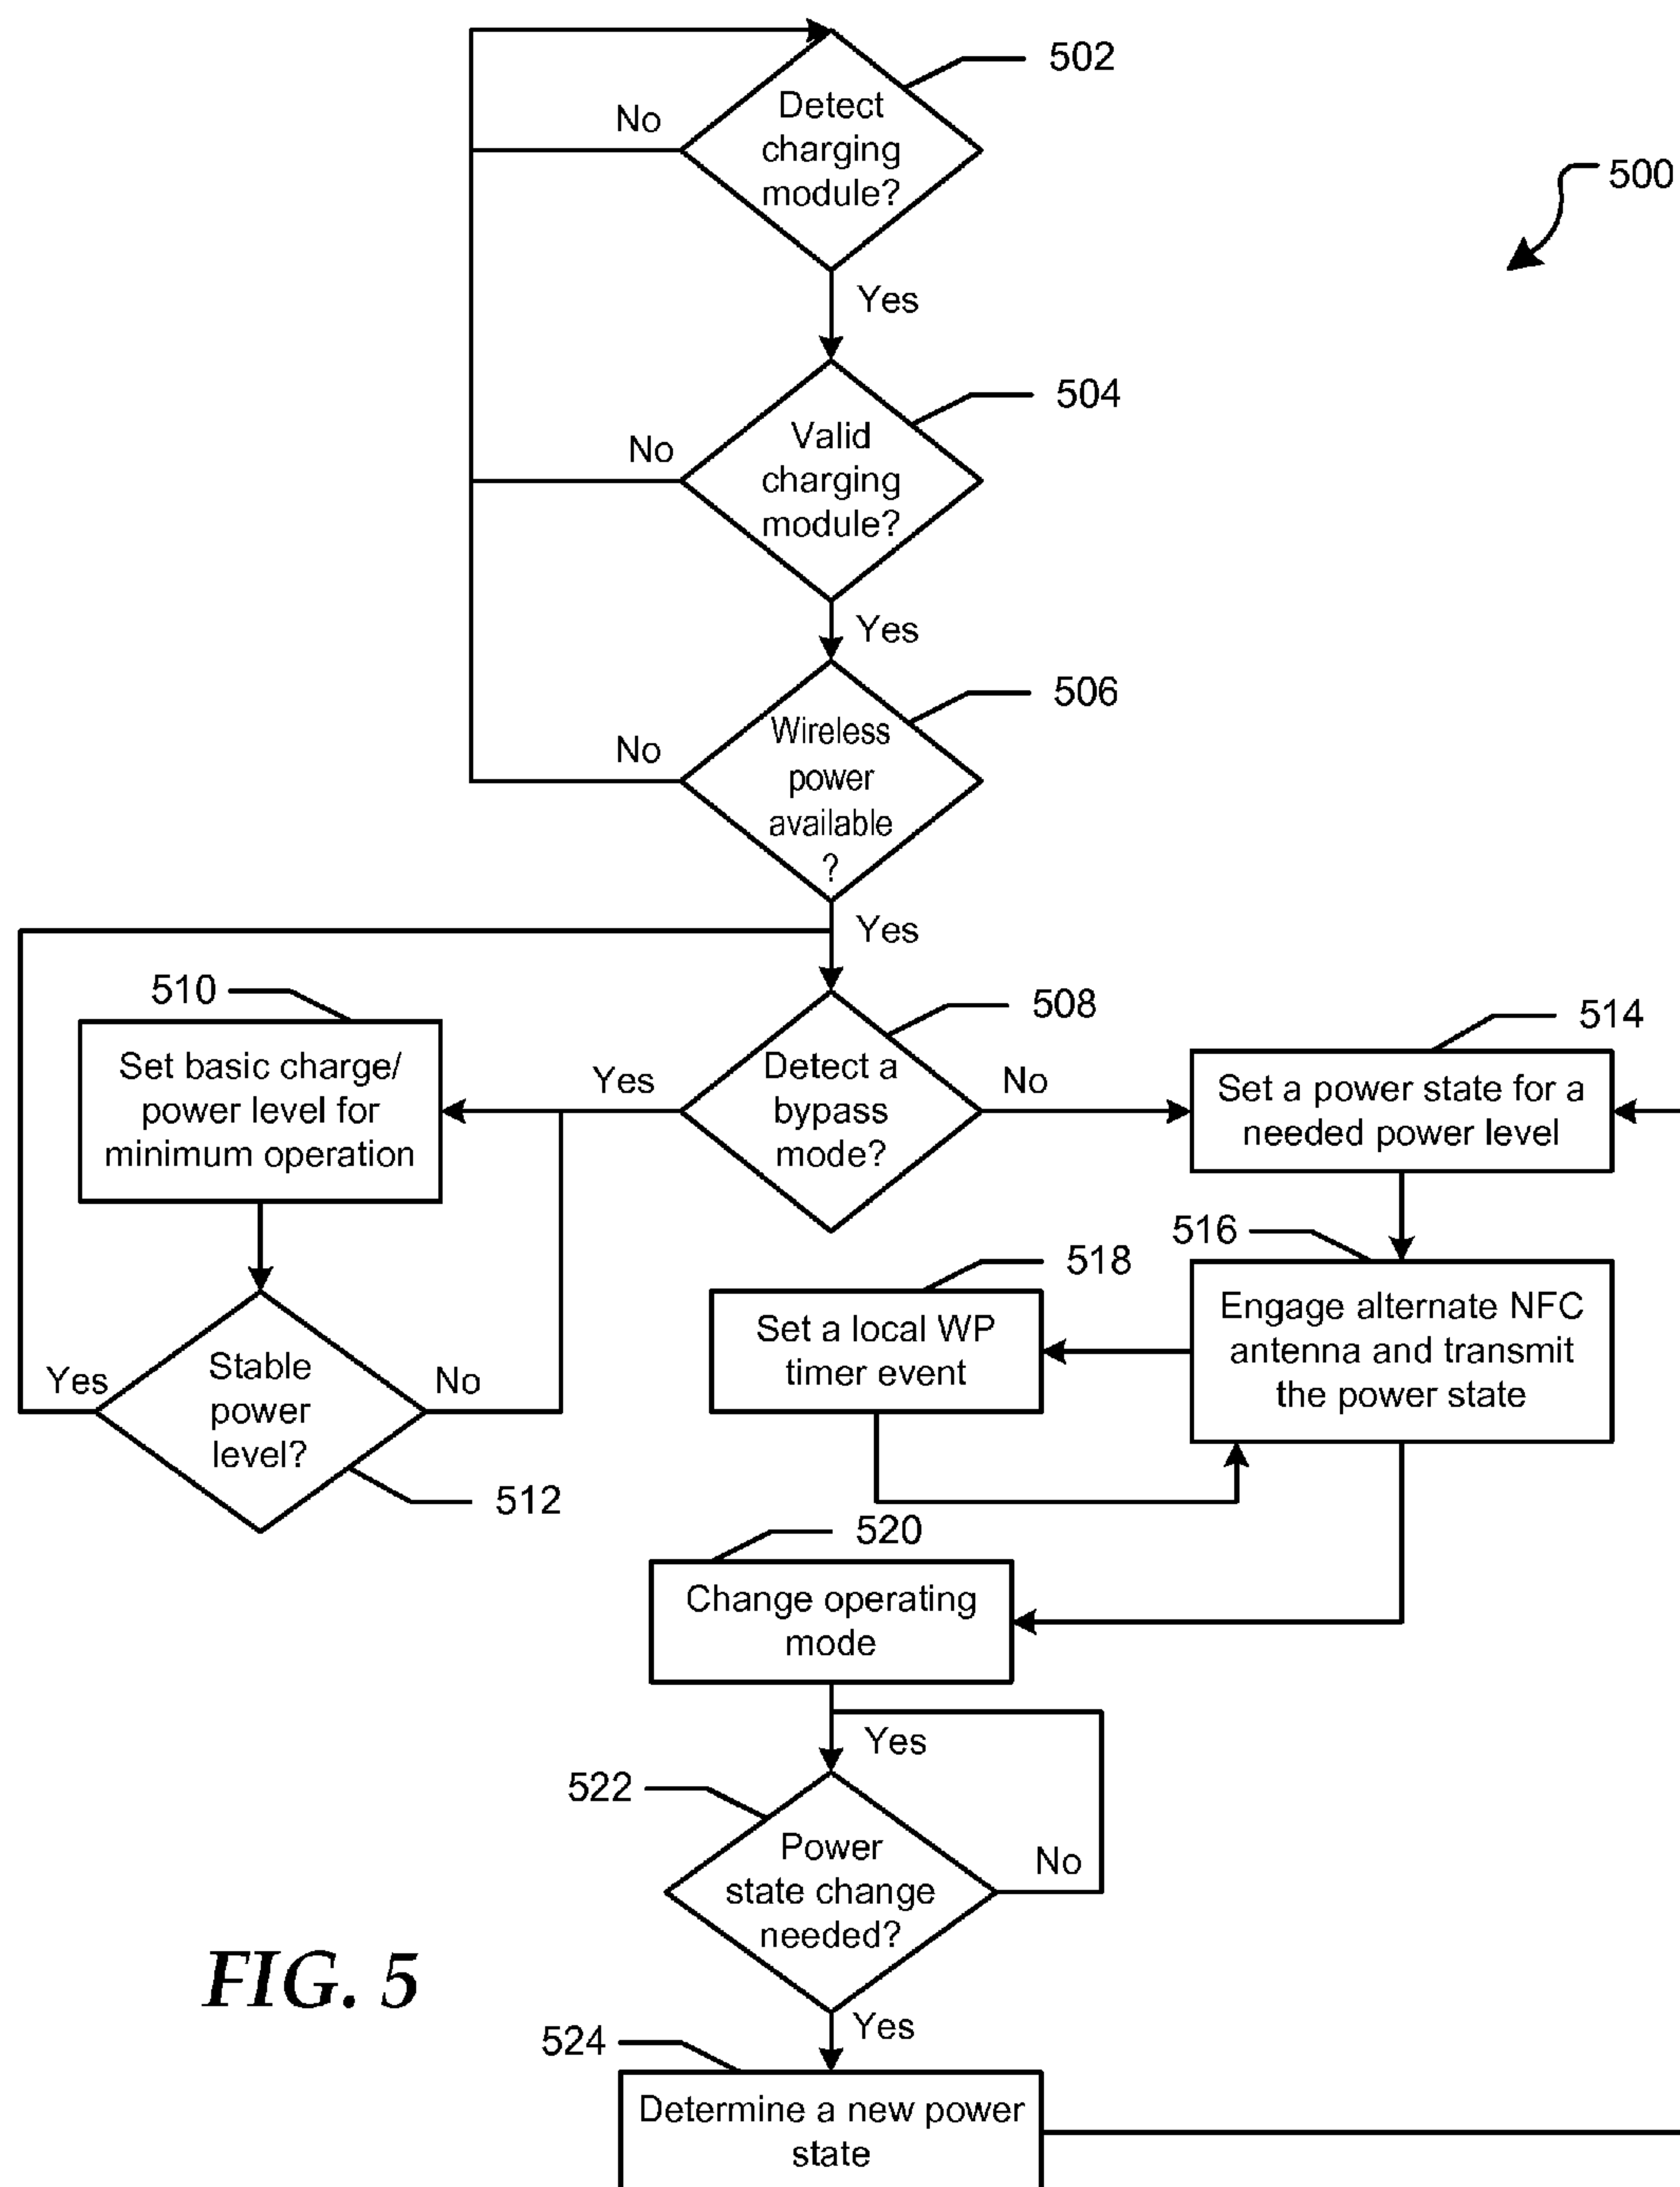 502
Detect
charging
module?
No
500
Yes
504
Valid
charging
module?
No
Yes
506
Wireless
power
available
?
No
Yes
508
Detect a
bypass
mode?
Yes
No
510
Set basic charge/
power level for
minimum operation
Stable
power
level?
Yes
No
512
514
Set a power state for a
needed power level
516
Engage alternate NFC
antenna and transmit
the power state
518
Set a local WP
timer event
520
Change operating
mode
Yes
522
Power
state change
needed?
No
Yes
524
Determine a new power
state
FIG. 5